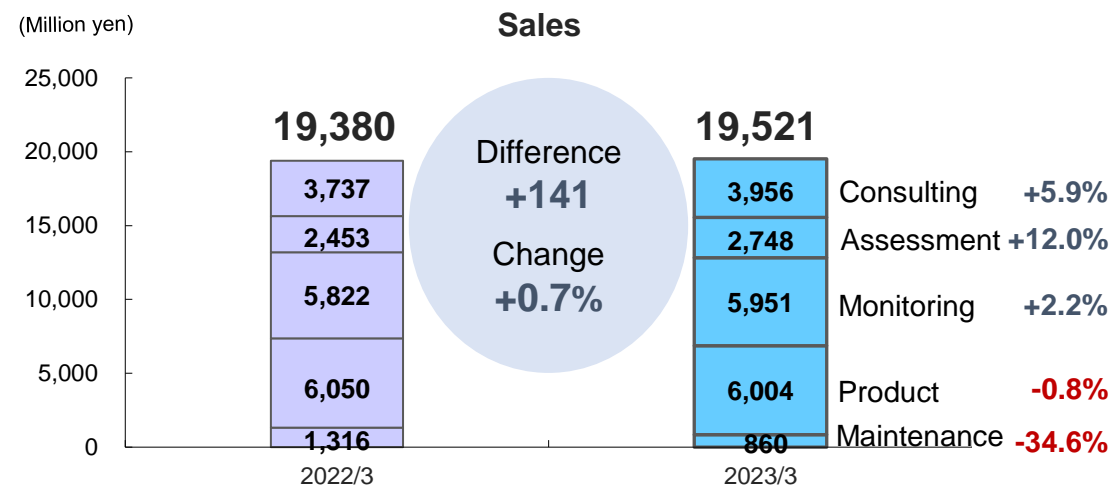 (Million yen)
Sales
25,000
20,000
15,000
10,000
5,000
0
19,380
3,737
2,453
5,822
6,050
1,316
2022/3
Difference
+141
Change
+0.7%
19,521
3,956
2,748
5,951
6,004
860
2023/3
Consulting +5.9%
Assessment +12.0%
Monitoring +2.2%
Product -0.8%
Maintenance -34.6%